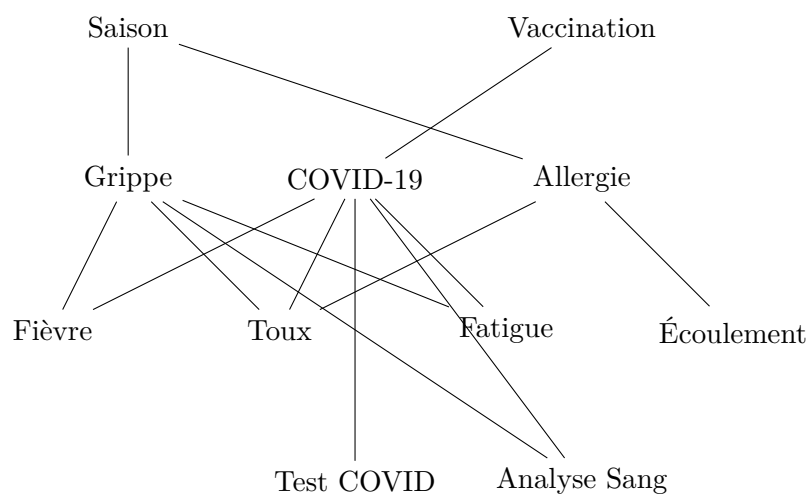 Saison
Vaccination
Grippe
COVID-19
Allergie
Fièvre
Toux
Fatigue
Écoulement
Test COVID
Analyse Sang